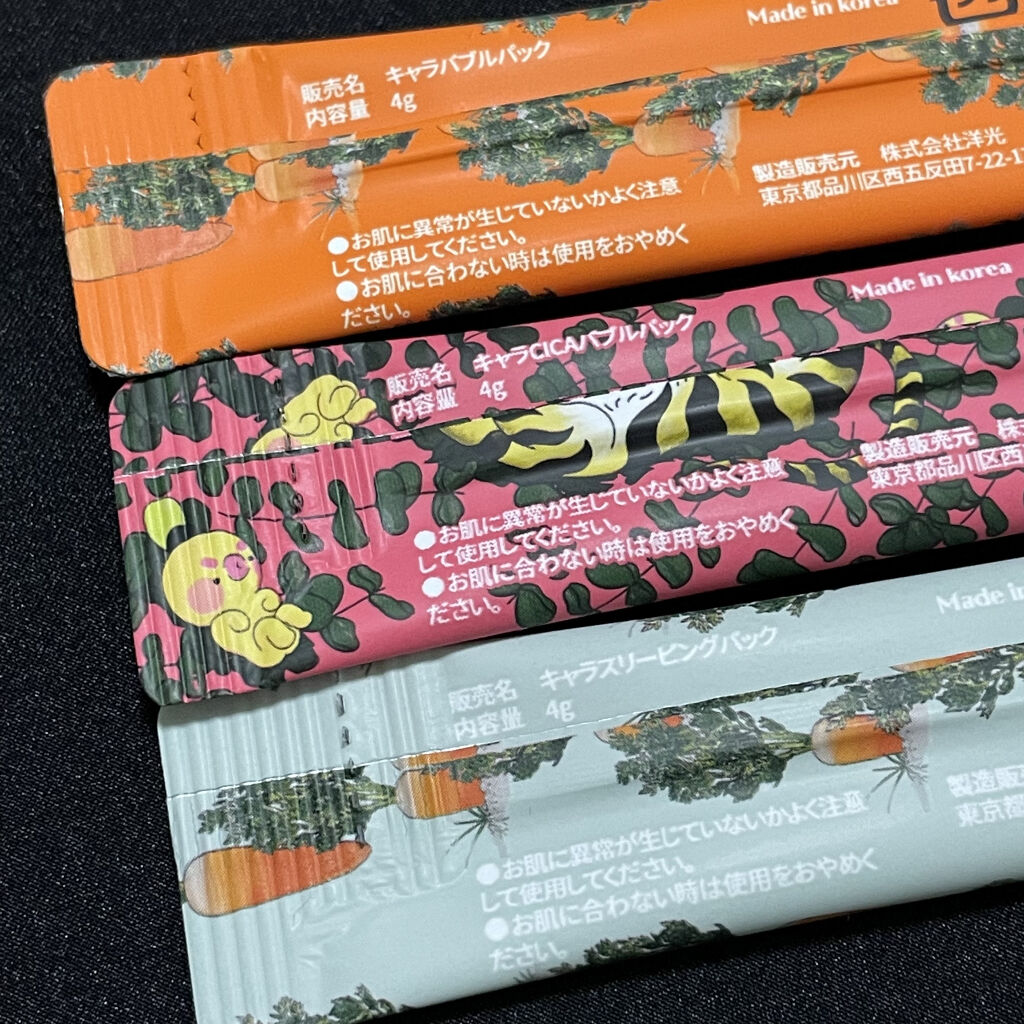 Made in korea
販売名 キャラバブルパック
内容量 4g
製造販売元 株式会社洋光
東京都品川区西五反田7-22-1
●お肌に異常が生じていないかよく注意
して使用してください。
●お肌に合わない時は使用をおやめく
ださい。
Made in korea
販売名 キャラCICAバブルパック
内容量 4g
製造販売元
東京都品川区西
●お肌に異常が生じていないかよく注意
して使用してください。
●お肌に合わない時は使用をおやめく
ださい。
Made in
販売名 キャラスリーピングパック
内容量 4g
製造販
東京都
●お肌に異常が生じていないかよく注意
して使用してください。
●お肌に合わない時は使用をおやめく
ださい。